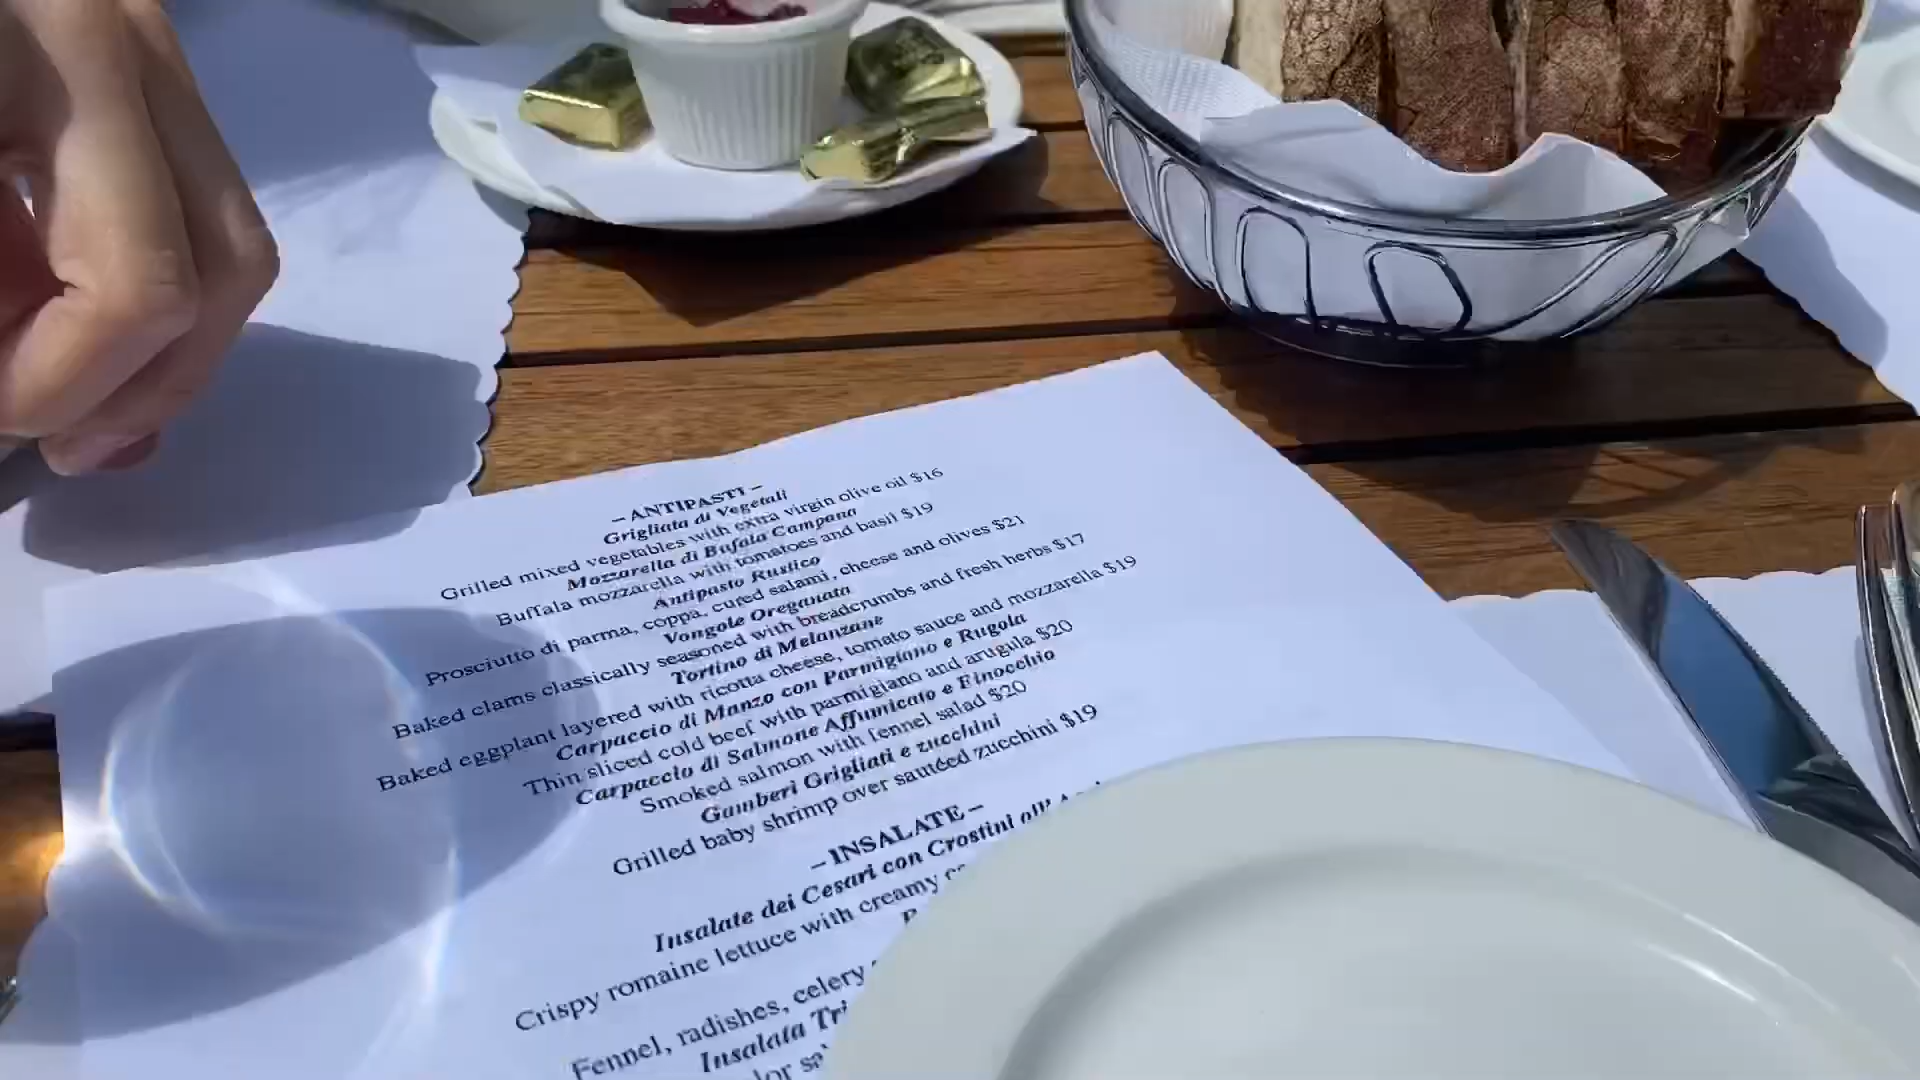 – ANTIPASTI –
Grigliata di Vegetali
Grilled mixed vegetables with extra virgin olive oil $16
Mozzarella di Bufala Campana
Buffala mozzarella with tomatoes and basil $19
Antipasto Rustico
Prosciutto di parma, coppa, cured salami, cheese and olives $21
Vongole Oreganata
Baked clams classically seasoned with breadcrumbs and fresh herbs $17
Tortino di Melanzane
Baked eggplant layered with ricotta cheese, tomato sauce and mozzarella $19
Carpaccio di Manzo con Parmigiano e Rugola
Thin sliced cold beef with parmigiano and arugula $20
Carpaccio di Salmone Affumicato e Finocchio
Smoked salmon with fennel salad $20
Gamberi Grigliati e zucchini
Grilled baby shrimp over sautéed zucchini $19
– INSALATE –
Insalate dei Cesari con Crostini all'
Crispy romaine lettuce with creamy
Fennel, radishes, celery
Insalata